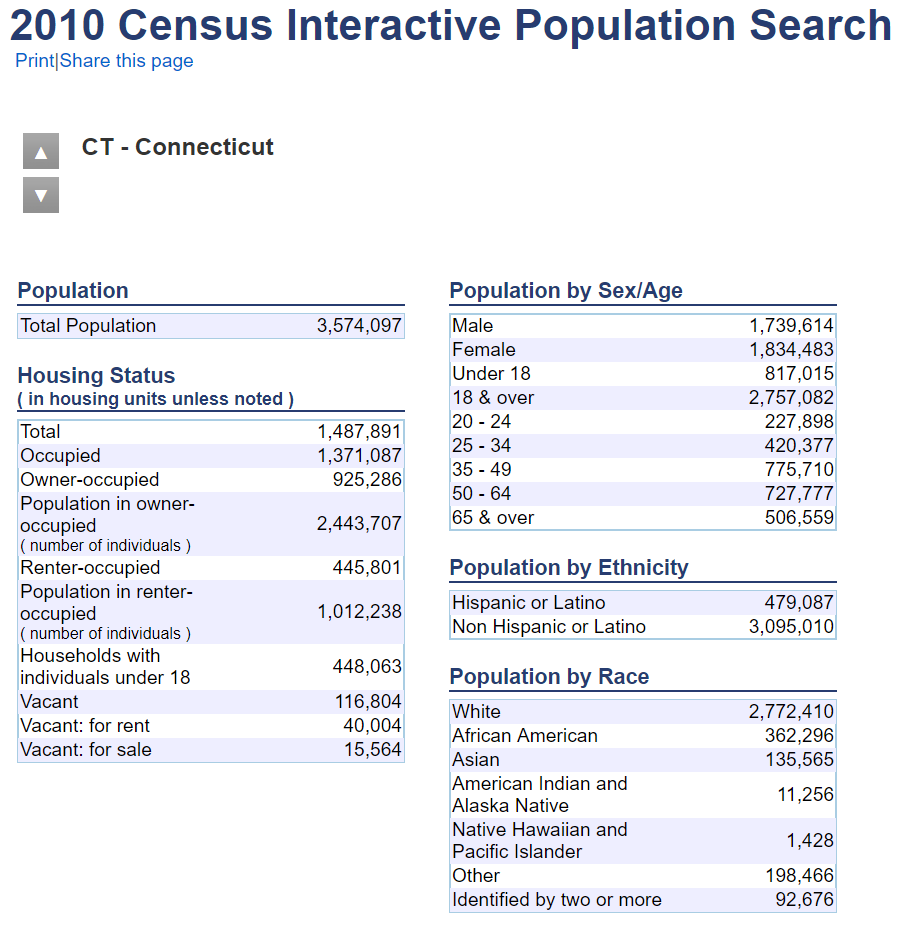 2010 Census Interactive Population Search
Print|Share this page
▲ CT - Connecticut
▼
Population
Total Population 3,574,097
Housing Status
( in housing units unless noted )
Total 1,487,891
Occupied 1,371,087
Owner-occupied 925,286
Population in owner-
occupied 2,443,707
( number of individuals )
Renter-occupied 445,801
Population in renter-
occupied 1,012,238
( number of individuals )
Households with
individuals under 18 448,063
Vacant 116,804
Vacant: for rent 40,004
Vacant: for sale 15,564
Population by Sex/Age
Male 1,739,614
Female 1,834,483
Under 18 817,015
18 & over 2,757,082
20 - 24 227,898
25 - 34 420,377
35 - 49 775,710
50 - 64 727,777
65 & over 506,559
Population by Ethnicity
Hispanic or Latino 479,087
Non Hispanic or Latino 3,095,010
Population by Race
White 2,772,410
African American 362,296
Asian 135,565
American Indian and
Alaska Native 11,256
Native Hawaiian and
Pacific Islander 1,428
Other 198,466
Identified by two or more 92,676